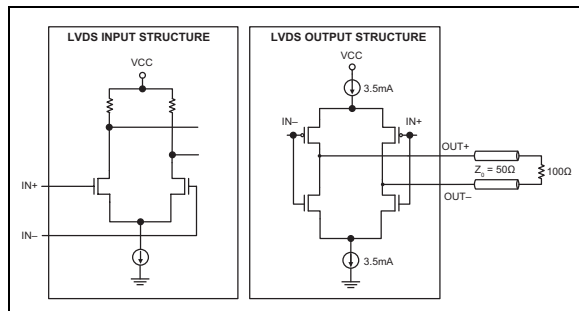 LVDS INPUT STRUCTURE
VCC
IN+
IN–
LVDS OUTPUT STRUCTURE
VCC
3.5mA
IN–
IN+
OUT+
Z0 = 50Ω
100Ω
OUT–
3.5mA